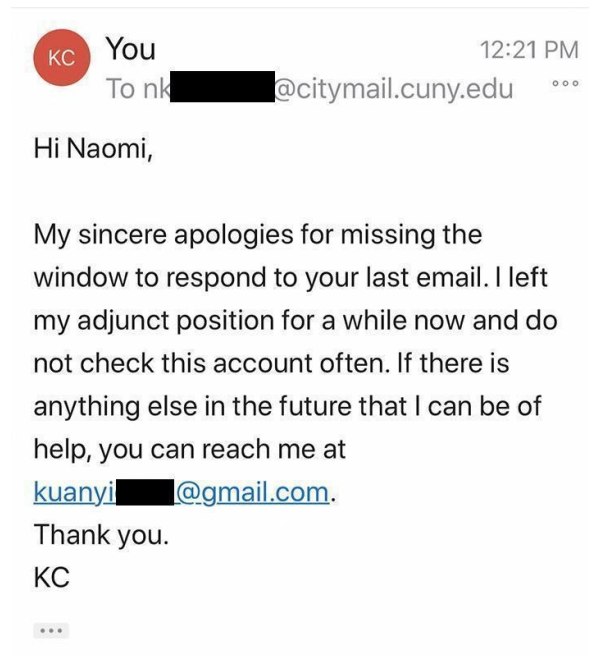 KC
You
12:21 PM
To nk @citymail.cuny.edu
Hi Naomi,
My sincere apologies for missing the
window to respond to your last email. I left
my adjunct position for a while now and do
not check this account often. If there is
anything else in the future that I can be of
help, you can reach me at
kuanyi @gmail.com.
Thank you.
KC